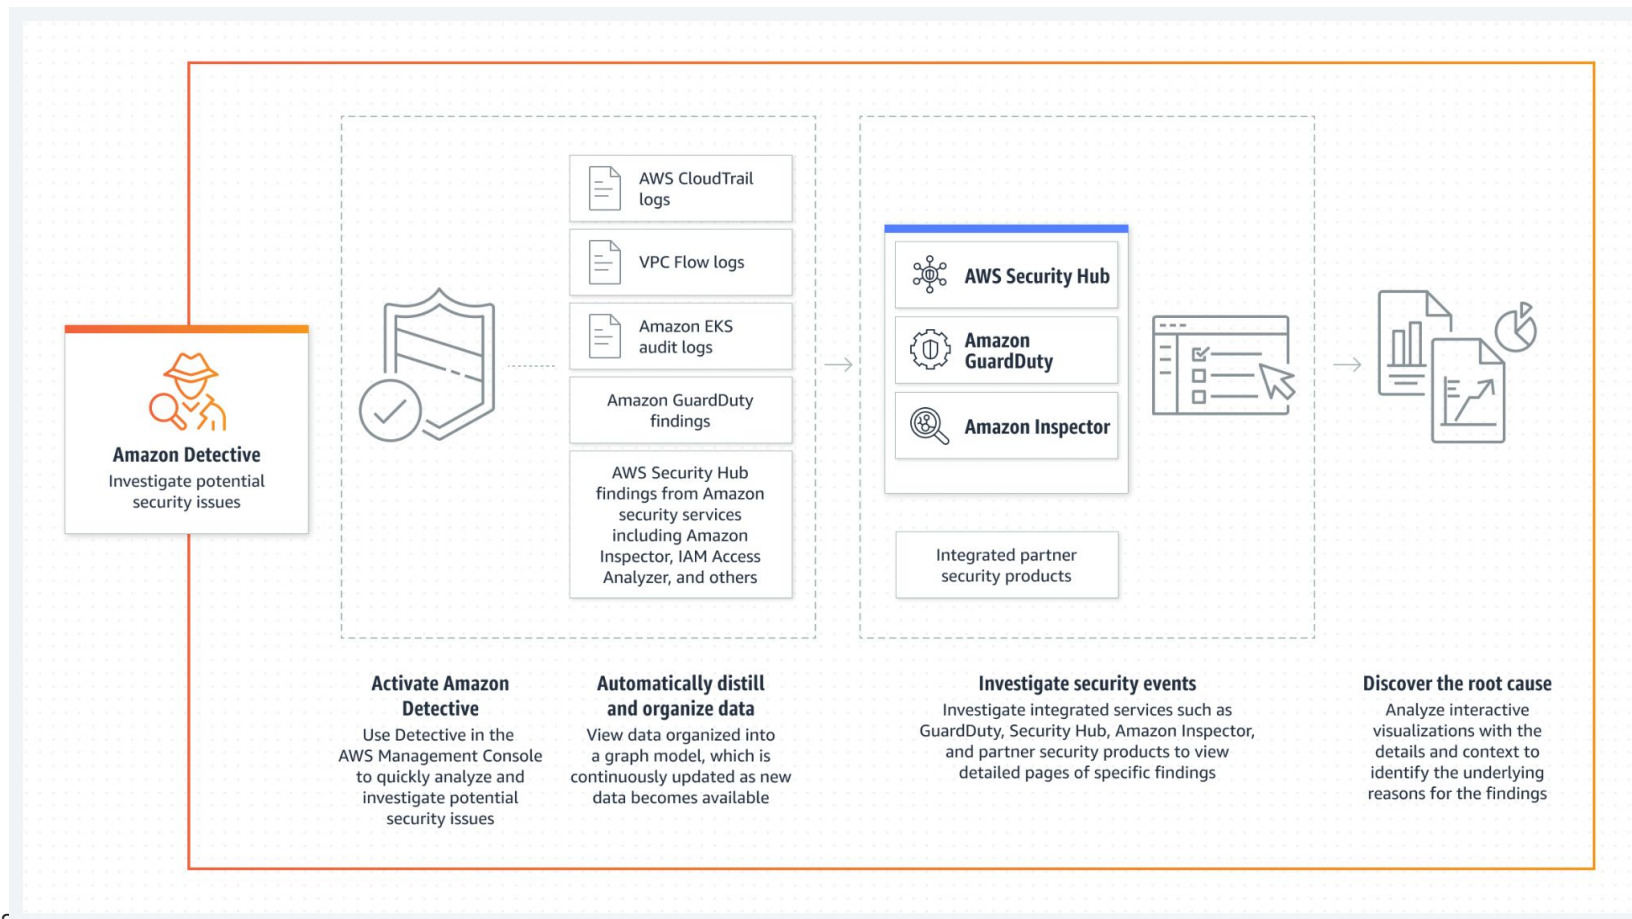 Amazon Detective
Investigate potential
security issues
AWS CloudTrail
logs
VPC Flow logs
Amazon EKS
audit logs
Amazon GuardDuty
findings
AWS Security Hub
findings from Amazon
security services
including Amazon
Inspector, IAM Access
Analyzer, and others
AWS Security Hub
Amazon
GuardDuty
Amazon Inspector
Integrated partner
security products
Activate Amazon
Detective
Use Detective in the
AWS Management Console
to quickly analyze and
investigate potential
security issues
Automatically distill
and organize data
View data organized into
a graph model, which is
continuously updated as new
data becomes available
Investigate security events
Investigate integrated services such as
GuardDuty, Security Hub, Amazon Inspector,
and partner security products to view
detailed pages of specific findings
Discover the root cause
Analyze interactive
visualizations with the
details and context to
identify the underlying
reasons for the findings